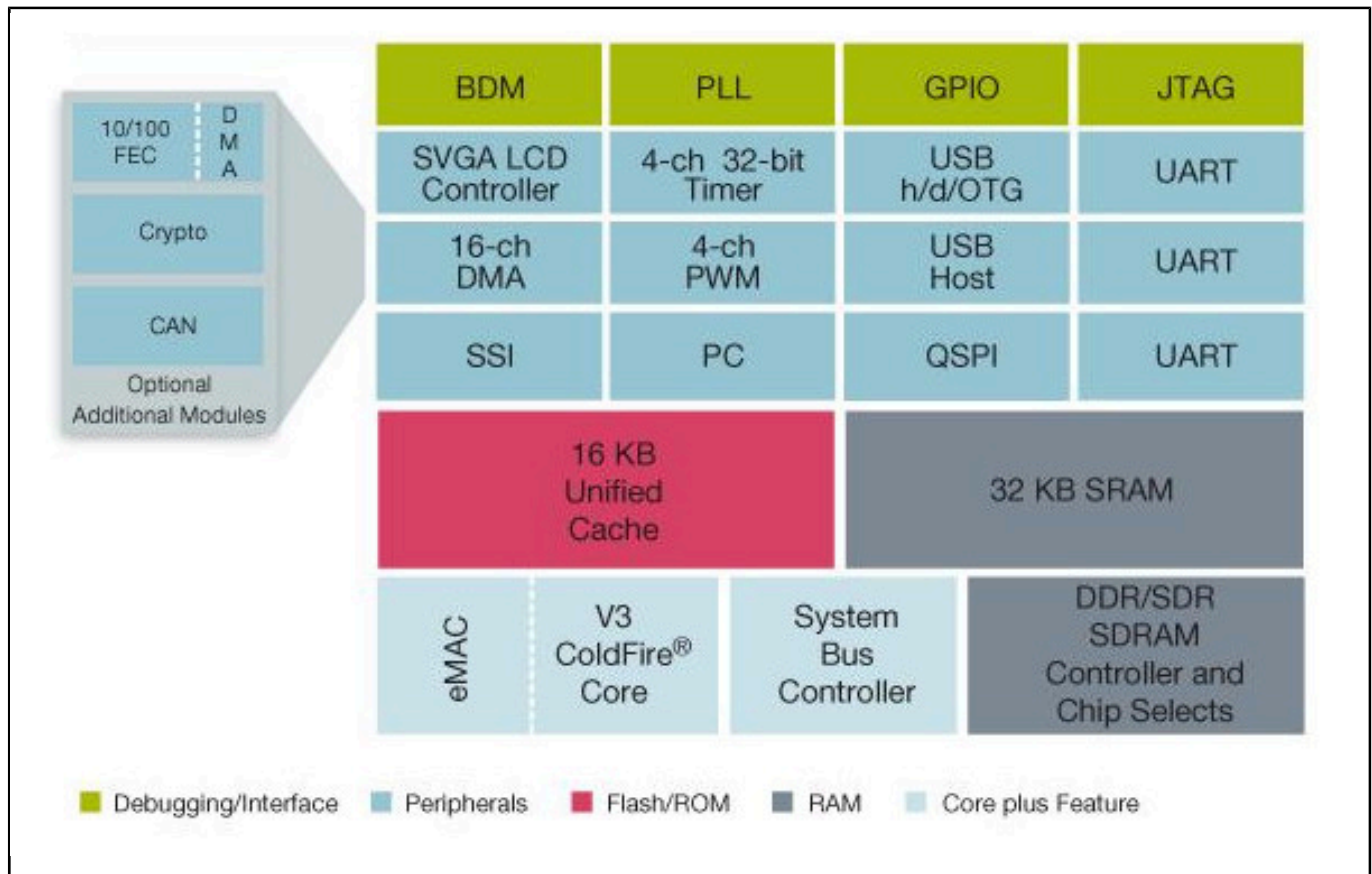 BDM
PLL
GPIO
JTAG
10/100
FEC
D
M
A
Crypto
CAN
Optional
Additional Modules
SVGA LCD
Controller
4-ch 32-bit
Timer
USB
h/d/OTG
UART
16-ch
DMA
4-ch
PWM
USB
Host
UART
SSI
PC
QSPI
UART
16 KB
Unified
Cache
32 KB SRAM
eMAC
V3
ColdFire®
Core
System
Bus
Controller
DDR/SDR
SDRAM
Controller and
Chip Selects
Debugging/Interface
Peripherals
Flash/ROM
RAM
Core plus Feature